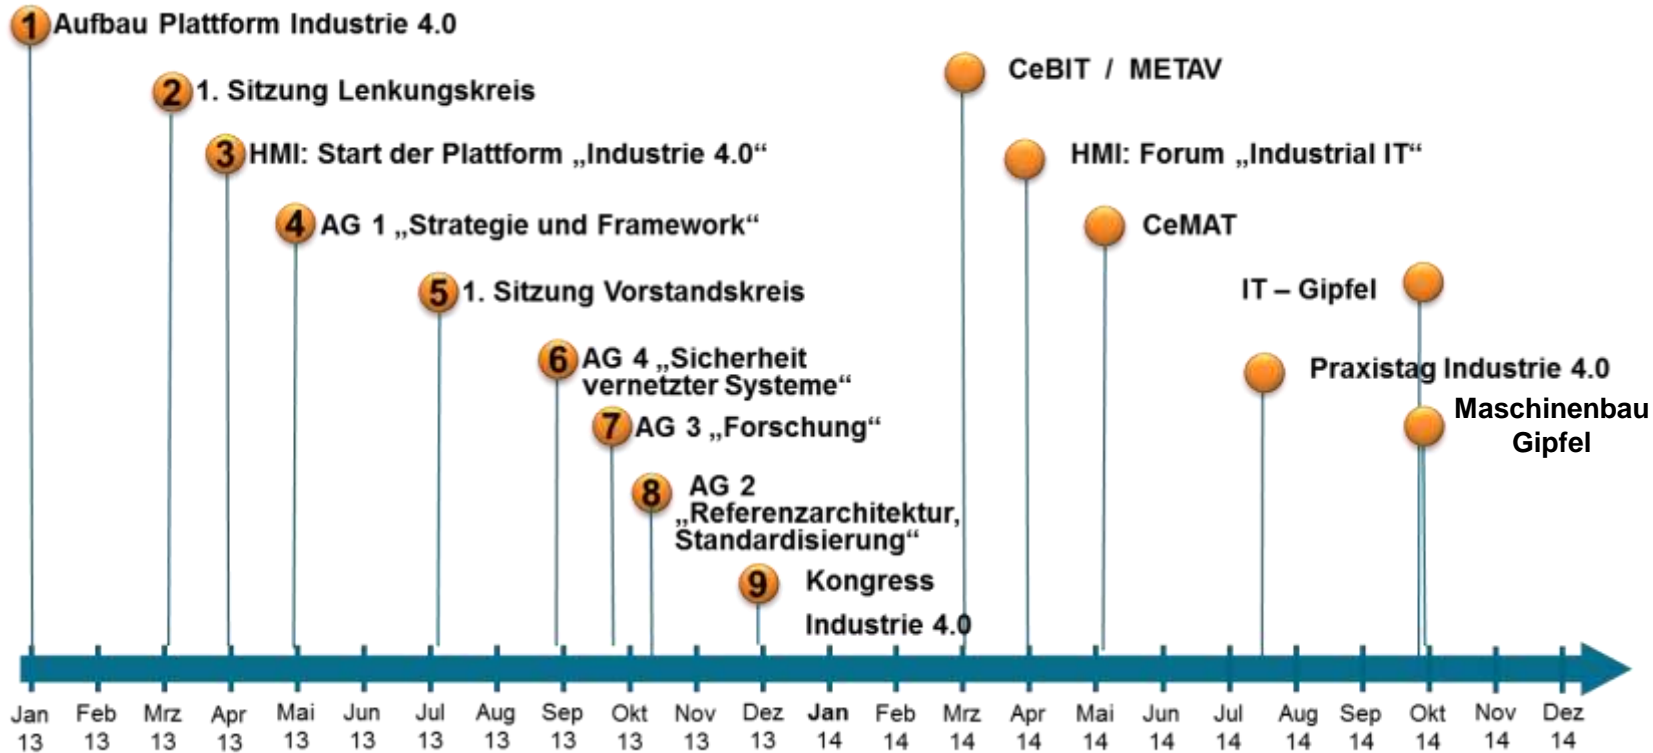 1 Aufbau Plattform Industrie 4.0
2 1. Sitzung Lenkungskreis
3 HMI: Start der Plattform „Industrie 4.0“
4 AG 1 „Strategie und Framework“
5 1. Sitzung Vorstandskreis
6 AG 4 „Sicherheit
vernetzter Systeme“
7 AG 3 „Forschung“
8 AG 2
„Referenzarchitektur,
Standardisierung“
9 Kongress
Industrie 4.0
CeBIT / METAV
HMI: Forum „Industrial IT“
CeMAT
IT – Gipfel
Praxistag Industrie 4.0
Maschinenbau
Gipfel
Jan Feb Mrz Apr Mai Jun Jul Aug Sep Okt Nov Dez Jan Feb Mrz Apr Mai Jun Jul Aug Sep Okt Nov Dez
13 13 13 13 13 13 13 13 13 13 13 13 14 14 14 14 14 14 14 14 14 14 14 14